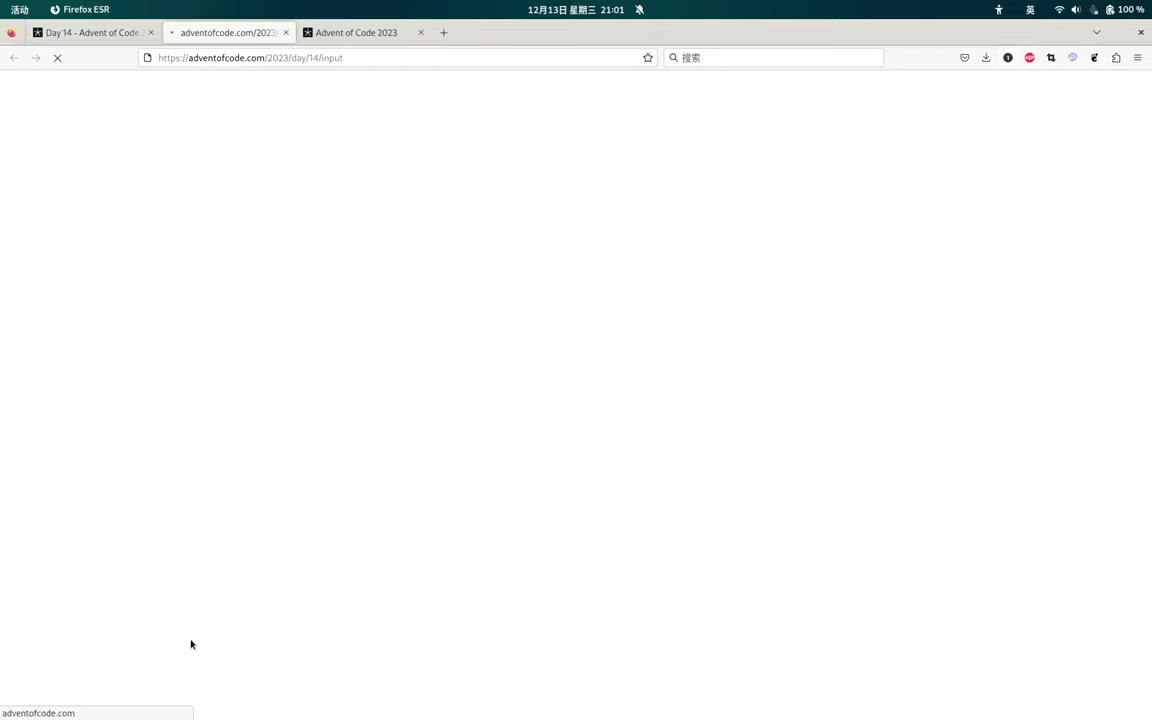 活动 Firefox ESR 12月13日 星期三 21:01 英 100 %
Day 14 - Advent of Code 2 adventofcode.com/2023 Advent of Code 2023
https://adventofcode.com/2023/day/14/input 搜索 ABP
adventofcode.com